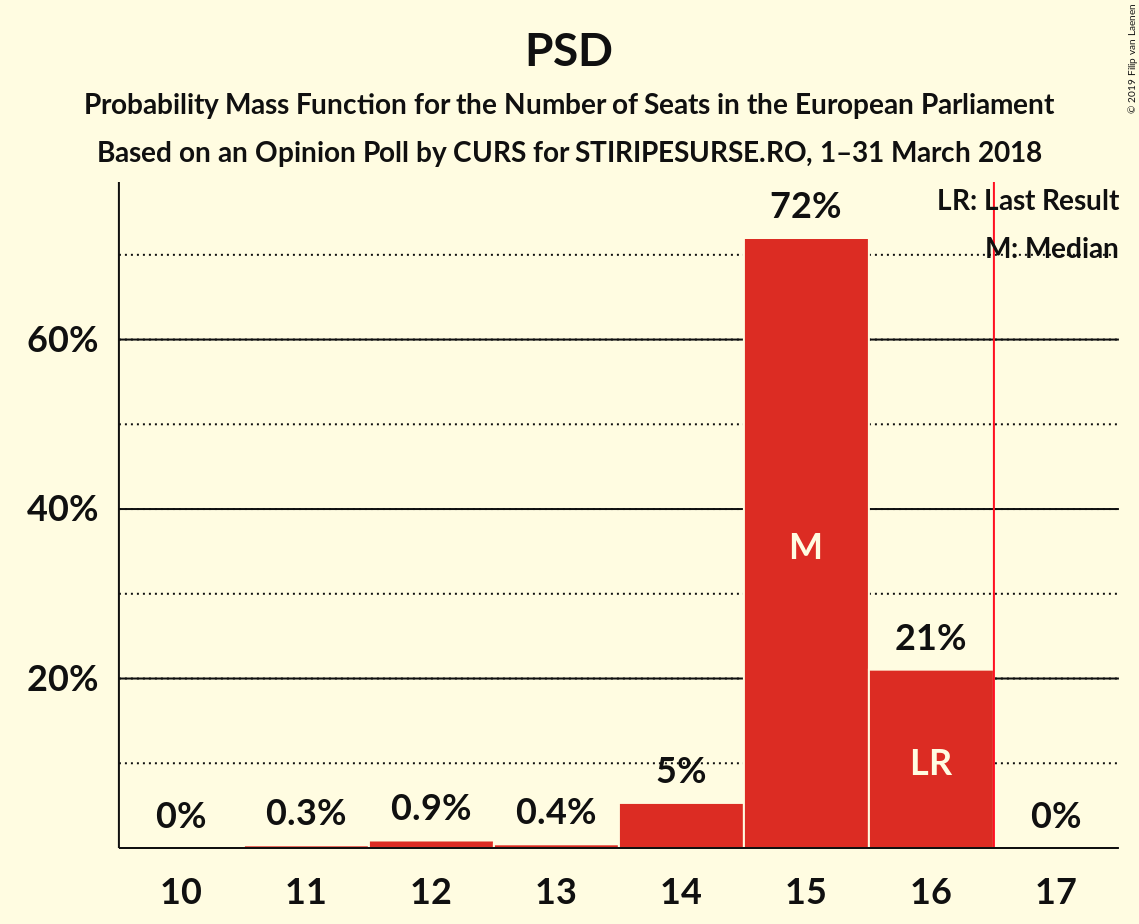 PSD
Probability Mass Function for the Number of Seats in the European Parliament
Based on an Opinion Poll by CURS for STIRIPESURSE.RO, 1–31 March 2018
© 2019 Filip van Laenen
LR: Last Result
M: Median
72%
60%
40%
20%
M
21%
LR
5%
0%
0.3%
0.9%
0.4%
0%
10
11
12
13
14
15
16
17